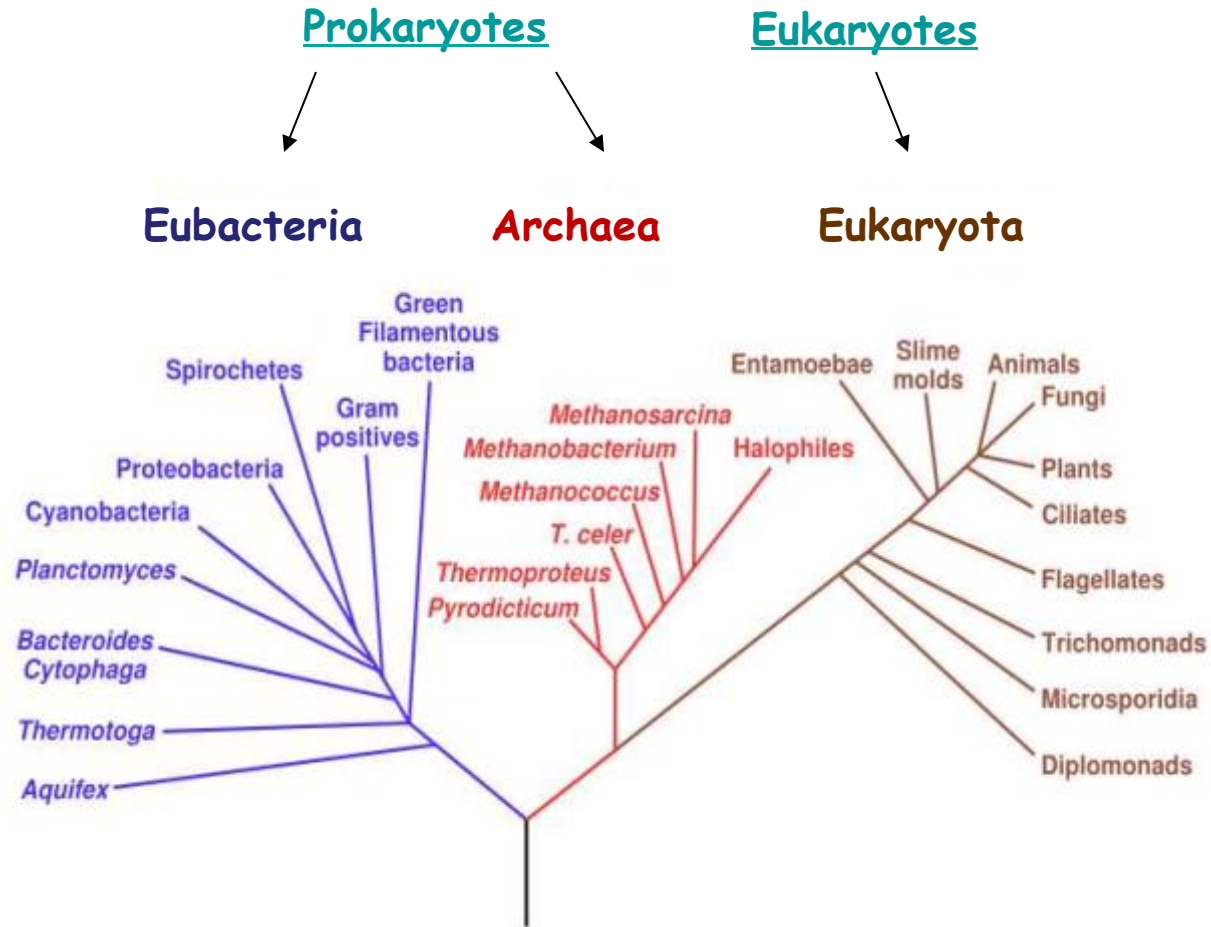 Prokaryotes
Eukaryotes
Eubacteria
Archaea
Eukaryota
Green
Filamentous
bacteria
Spirochetes
Gram
positives
Proteobacteria
Cyanobacteria
Planctomyces
Bacteroides
Cytophaga
Thermotoga
Aquifex
Methanosarcina
Methanobacterium
Halophiles
Methanococcus
T. celer
Thermoproteus
Pyrodicticum
Entamoebae
Slime
molds
Animals
Fungi
Plants
Ciliates
Flagellates
Trichomonads
Microsporidia
Diplomonads